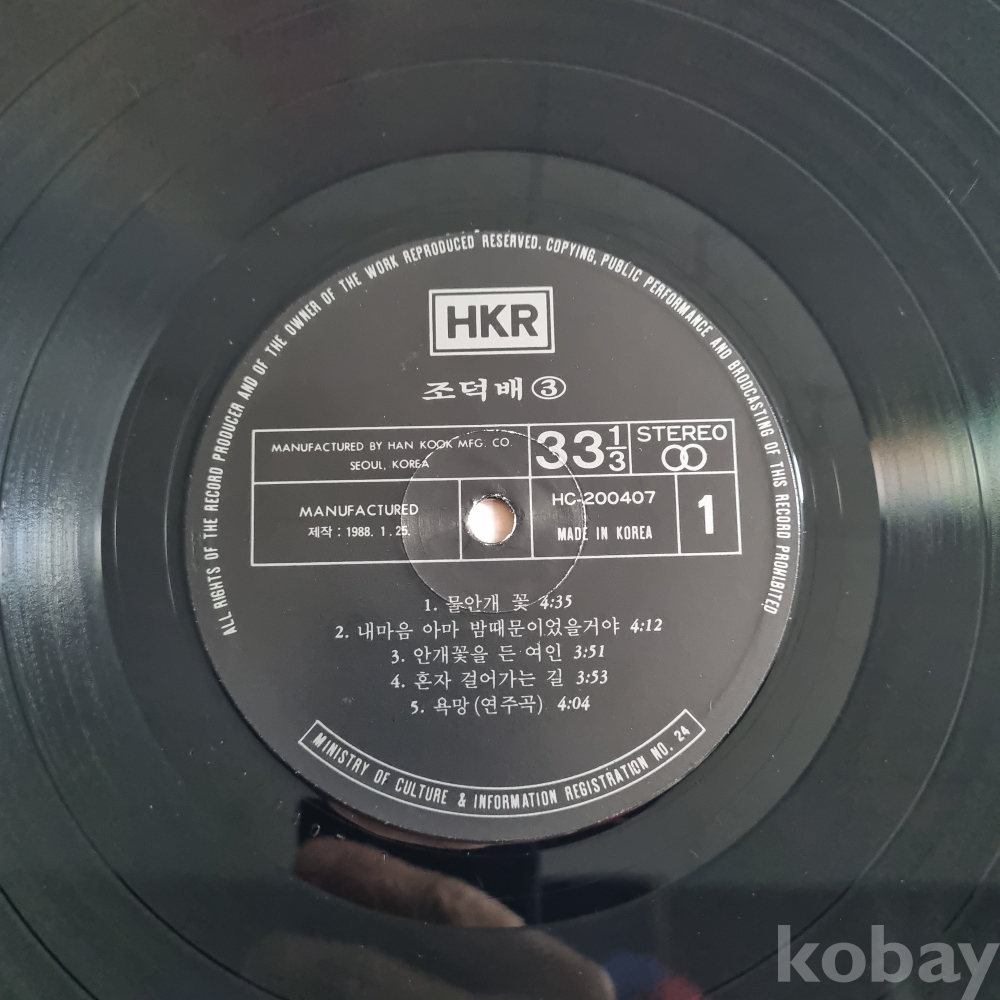 ALL RIGHTS OF THE RECORD PRODUCER AND OF THE OWNER OF THE WORK REPRODUCED RESERVED. COPYING, PUBLIC PERFORMANCE AND BRODCASTING OF THIS RECORD PROHIBITED
HKR
조덕배 ③
MANUFACTURED BY HAN KOOK MFG. CO.
SEOUL, KOREA
33 1/3
STEREO
MANUFACTURED
제작 : 1988. 1. 25.
HC-200407
MADE IN KOREA
1
1. 물안개 꽃 4:35
2. 내마음 아마 밤때문이었을거야 4:12
3. 안개꽃을 든 여인 3:51
4. 혼자 걸어가는 길 3:53
5. 욕망 (연주곡) 4:04
MINISTRY OF CULTURE & INFORMATION REGISTRATION NO. 24
kobay